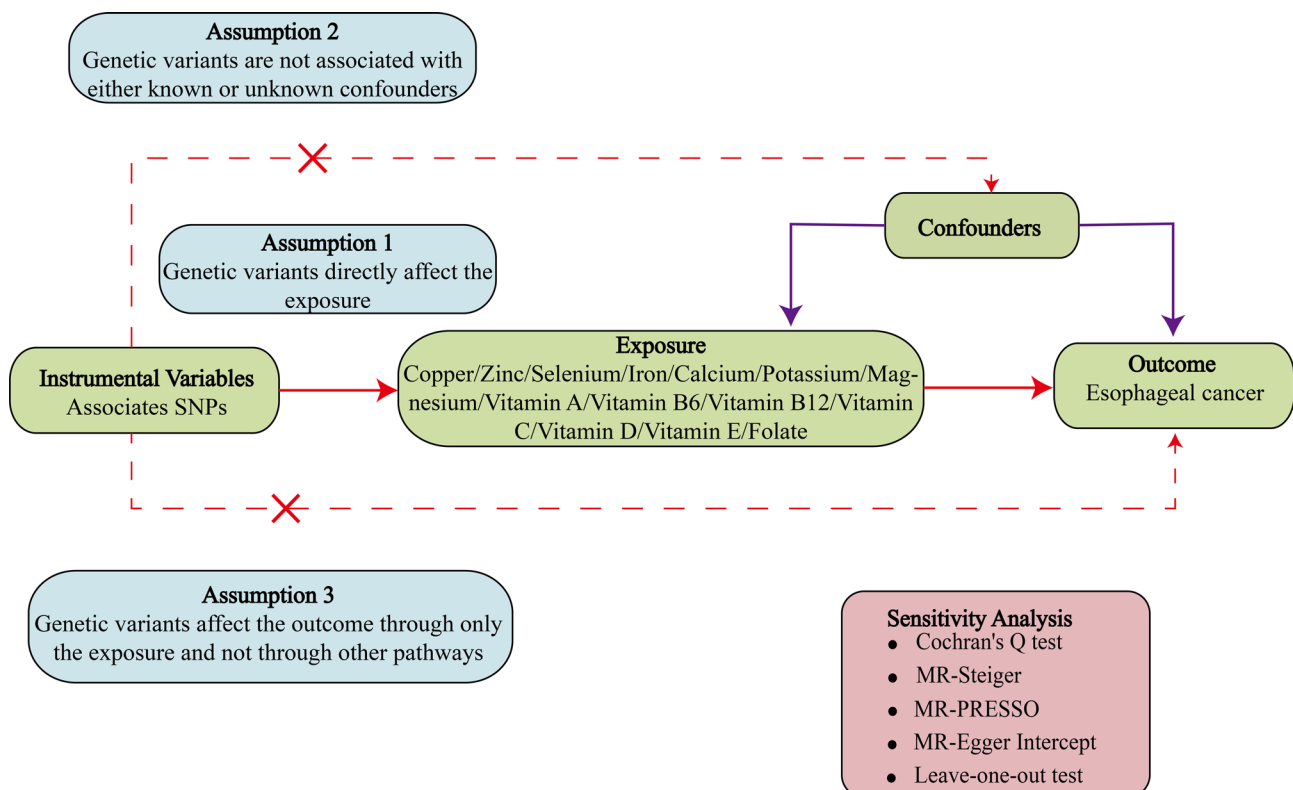 Assumption 2
Genetic variants are not associated with
either known or unknown confounders
Confounders
Assumption 1
Genetic variants directly affect the
exposure
Instrumental Variables
Associates SNPs
Exposure
Copper/Zinc/Selenium/Iron/Calcium/Potassium/Mag-
nesium/Vitamin A/Vitamin B6/Vitamin B12/Vitamin
C/Vitamin D/Vitamin E/Folate
Outcome
Esophageal cancer
Assumption 3
Genetic variants affect the outcome through only
the exposure and not through other pathways
Sensitivity Analysis
● Cochran's Q test
● MR-Steiger
● MR-PRESSO
● MR-Egger Intercept
● Leave-one-out test